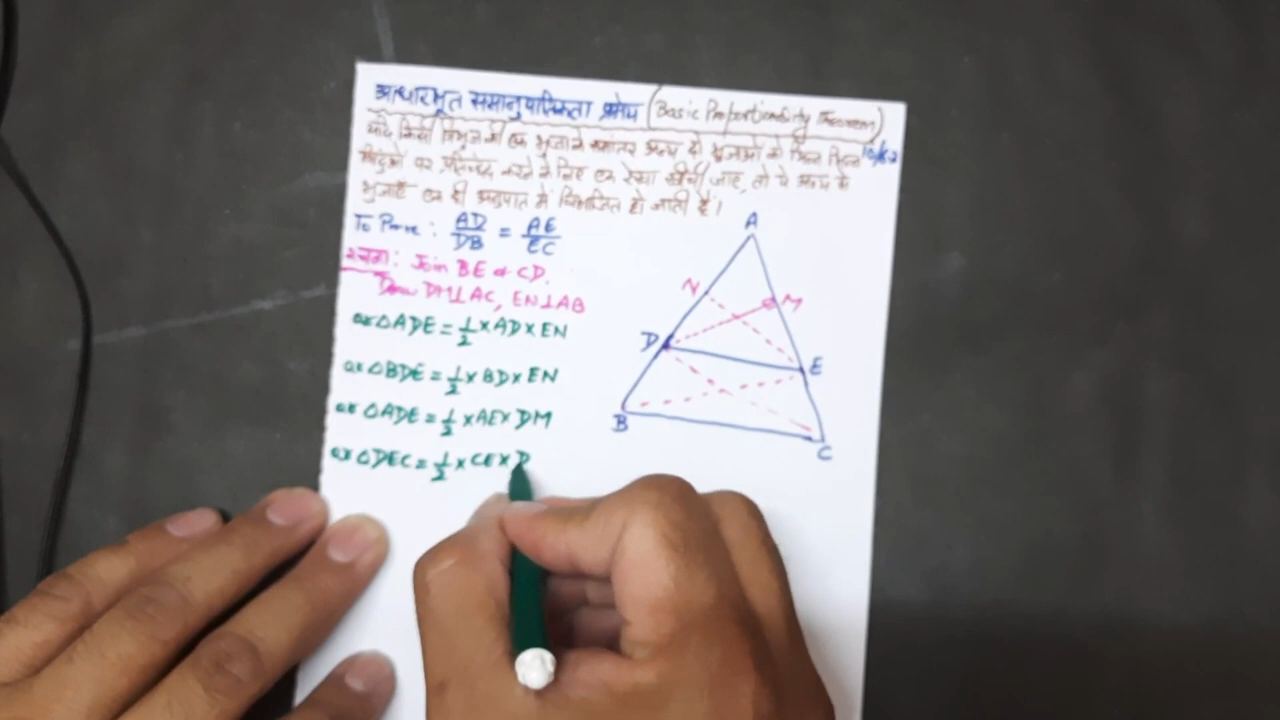 आधारभूत समानुपातिकता प्रमेय (Basic Proportionality Theorem)
यदि किसी त्रिभुज की एक भुजा के समांतर अन्य दो भुजाओं को भिन्न भिन्न
बिंदुओं पर प्रतिच्छेद करने के लिए एक रेखा खींची जाए, तो ये अन्य दो
भुजाएँ एक ही अनुपात में विभाजित हो जाती हैं।
To Prove : AD/DB = AE/EC
रचना : Join BE & CD.
Draw DM⊥AC, EN⊥AB
ar △ADE = 1/2 × AD × EN
ar △BDE = 1/2 × BD × EN
ar △ADE = 1/2 × AE × DM
ar △DEC = 1/2 × CE × D
A
N
M
D
E
B
C